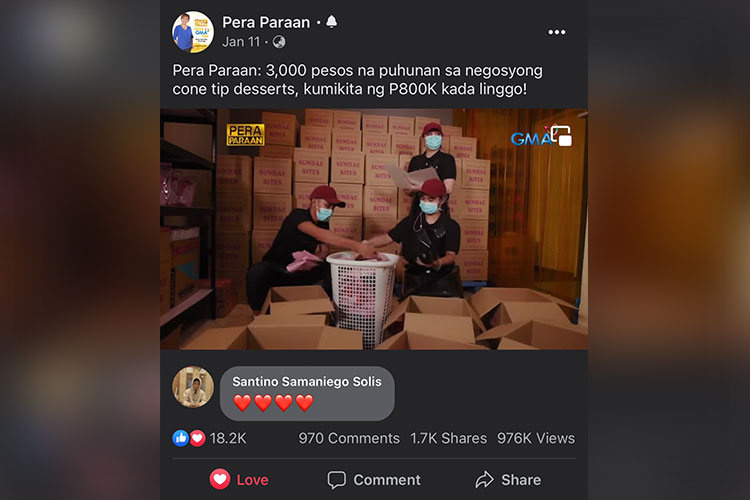 Pera Paraan
Jan 11
Pera Paraan: 3,000 pesos na puhunan sa negosyong
cone tip desserts, kumikita ng P800K kada linggo!
PERA
PARAAN
GMA
SUNDAE
BITES
Santino Samaniego Solis
18.2K
970 Comments
1.7K Shares
976K Views
Love
Comment
Share